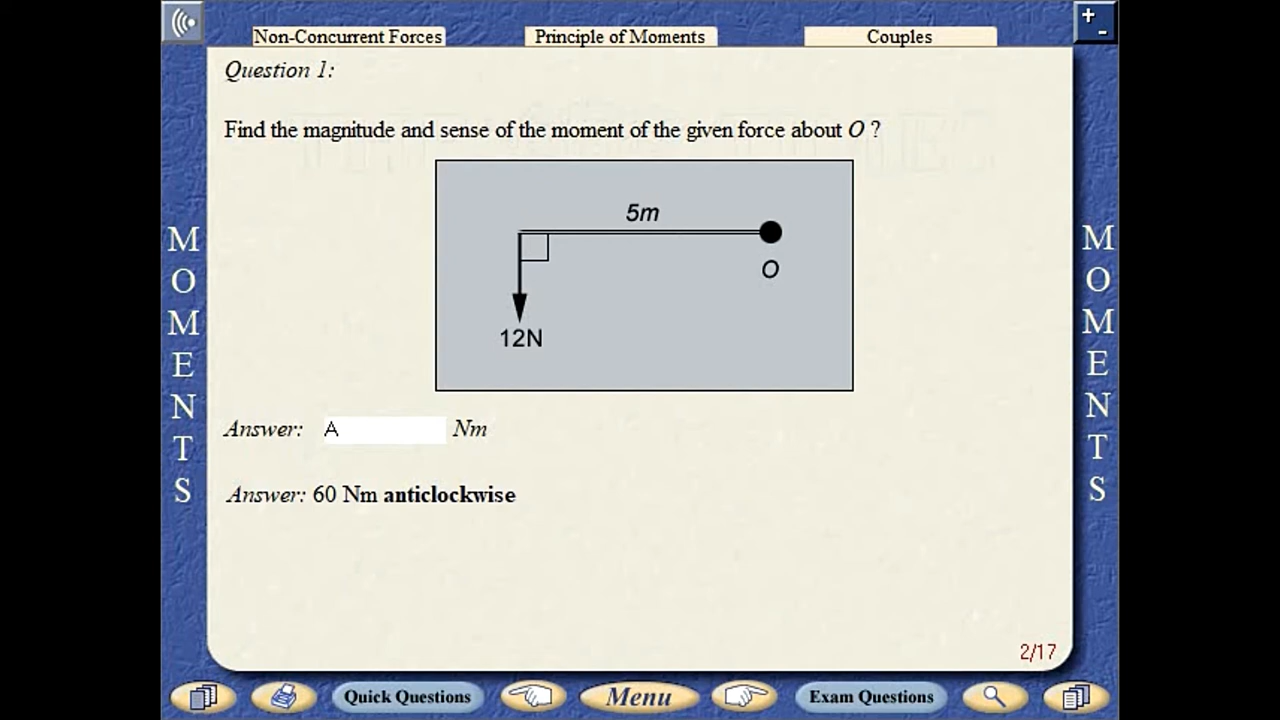 Non-Concurrent Forces
Principle of Moments
Couples
+
-
Question 1:
Find the magnitude and sense of the moment of the given force about O ?
5m
O
12N
Answer: A Nm
Answer: 60 Nm anticlockwise
MOMENTS
MOMENTS
2/17
Quick Questions
Menu
Exam Questions